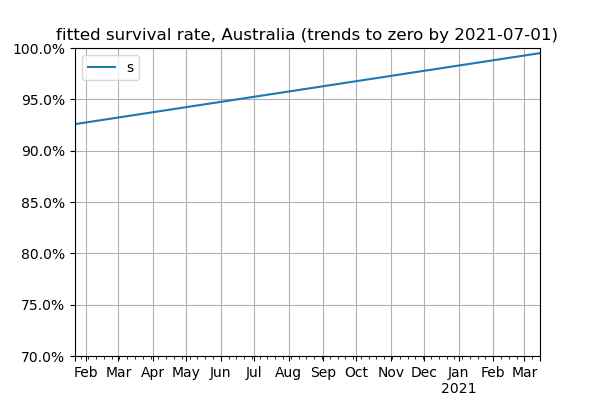 fitted survival rate, Australia (trends to zero by 2021-07-01)
100.0%
s
95.0%
90.0%
85.0%
80.0%
75.0%
70.0%
Feb Mar Apr May Jun Jul Aug Sep Oct Nov Dec Jan Feb Mar
2021